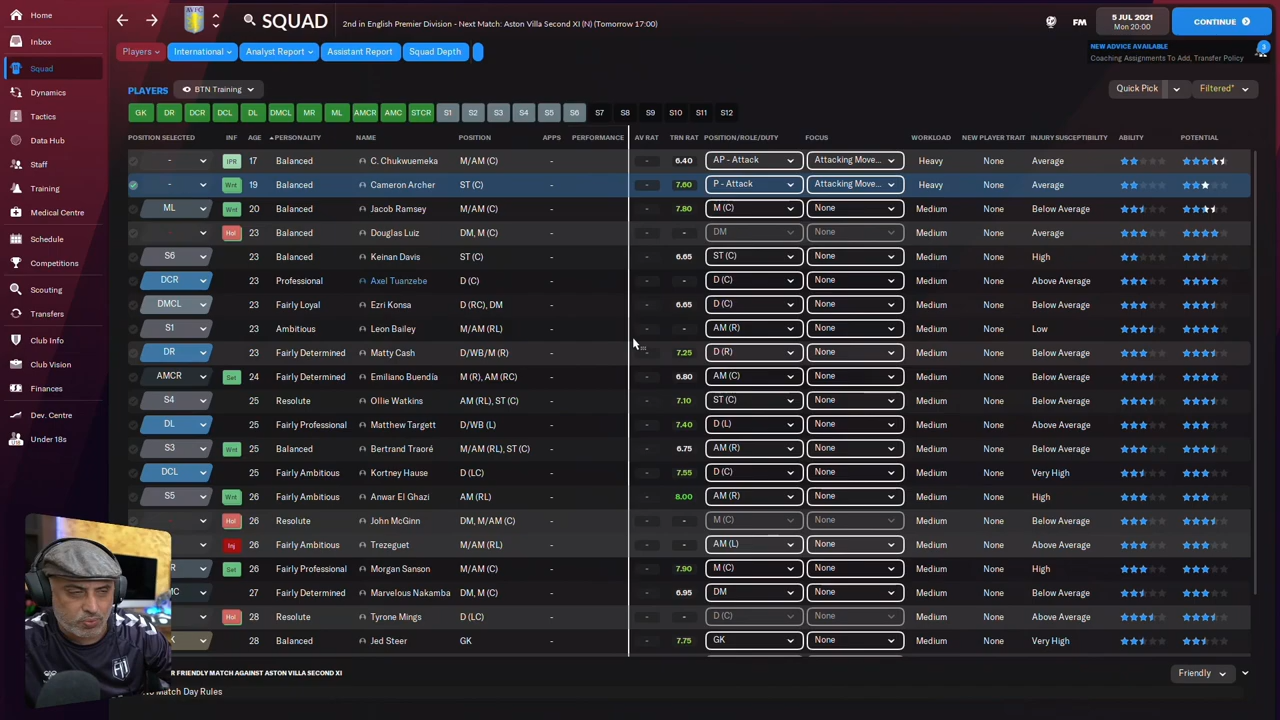 Home
SQUAD
2nd in English Premier Division - Next Match: Aston Villa Second XI (N) (Tomorrow 17:00)
FM
5 JUL 2021
Mon 20:00
CONTINUE
Inbox
Squad
Dynamics
Tactics
Data Hub
Staff
Training
Medical Centre
Schedule
Competitions
Scouting
Transfers
Club Info
Club Vision
Finances
Dev. Centre
Under 18s
Players International Analyst Report Assistant Report Squad Depth
NEW ADVICE AVAILABLE
3
Coaching Assignments To Add, Transfer Policy
PLAYERS BTN Training Quick Pick Filtered*
GK DR DCR DCL DL DMCL MR ML AMCR AMC STCR S1 S2 S3 S4 S5 S6 S7 S8 S9 S10 S11 S12
POSITION SELECTED INF AGE PERSONALITY NAME POSITION APPS PERFORMANCE AV RAT TRN RAT POSITION/ROLE/DUTY FOCUS WORKLOAD NEW PLAYER TRAIT INJURY SUSCEPTIBILITY ABILITY POTENTIAL
- IPR 17 Balanced C. Chukwuemeka M/AM (C) - - 6.40 AP - Attack Attacking Move... Heavy None Average
- Wnt 19 Balanced Cameron Archer ST (C) - - 7.60 P - Attack Attacking Move... Heavy None Average
ML Wnt 20 Balanced Jacob Ramsey M/AM (C) - - 7.80 M (C) None Medium None Below Average
- Hol 23 Balanced Douglas Luiz DM, M (C) - - - DM None Medium None Average
S6 23 Balanced Keinan Davis ST (C) - - 6.65 ST (C) None Medium None High
DCR 23 Professional Axel Tuanzebe D (C) - - - D (C) None Medium None Above Average
DMCL 23 Fairly Loyal Ezri Konsa D (RC), DM - - 6.65 D (C) None Medium None Below Average
S1 23 Ambitious Leon Bailey M/AM (RL) - - - AM (R) None Medium None Low
DR 23 Fairly Determined Matty Cash D/WB/M (R) - - 7.25 D (R) None Medium None Below Average
AMCR Set 24 Fairly Determined Emiliano Buendía M (R), AM (RC) - - 6.80 AM (C) None Medium None Below Average
S4 25 Resolute Ollie Watkins AM (RL), ST (C) - - 7.10 ST (C) None Medium None Below Average
DL 25 Fairly Professional Matthew Targett D/WB (L) - - 7.40 D (L) None Medium None Below Average
S3 Wnt 25 Balanced Bertrand Traoré M/AM (RL), ST (C) - - 6.75 AM (R) None Medium None Below Average
DCL 25 Fairly Ambitious Kortney Hause D (LC) - - 7.55 D (C) None Medium None Very High
S5 Wnt 26 Fairly Ambitious Anwar El Ghazi AM (RL) - - 8.00 AM (R) None Medium None High
Hol 26 Resolute John McGinn DM, M/AM (C) - - - M (C) None Medium None Below Average
Inj 26 Fairly Ambitious Trezeguet M/AM (RL) - - - AM (L) None Medium None Above Average
R Set 26 Fairly Professional Morgan Sanson M/AM (C) - - 7.90 M (C) None Medium None High
MC 27 Fairly Determined Marvelous Nakamba DM, M (C) - - 6.95 DM None Medium None Below Average
Hol 28 Resolute Tyrone Mings D (LC) - - - D (C) None Medium None Above Average
K 28 Balanced Jed Steer GK - - 7.75 GK None Medium None Very High
R FRIENDLY MATCH AGAINST ASTON VILLA SECOND XI Friendly
No Match Day Rules